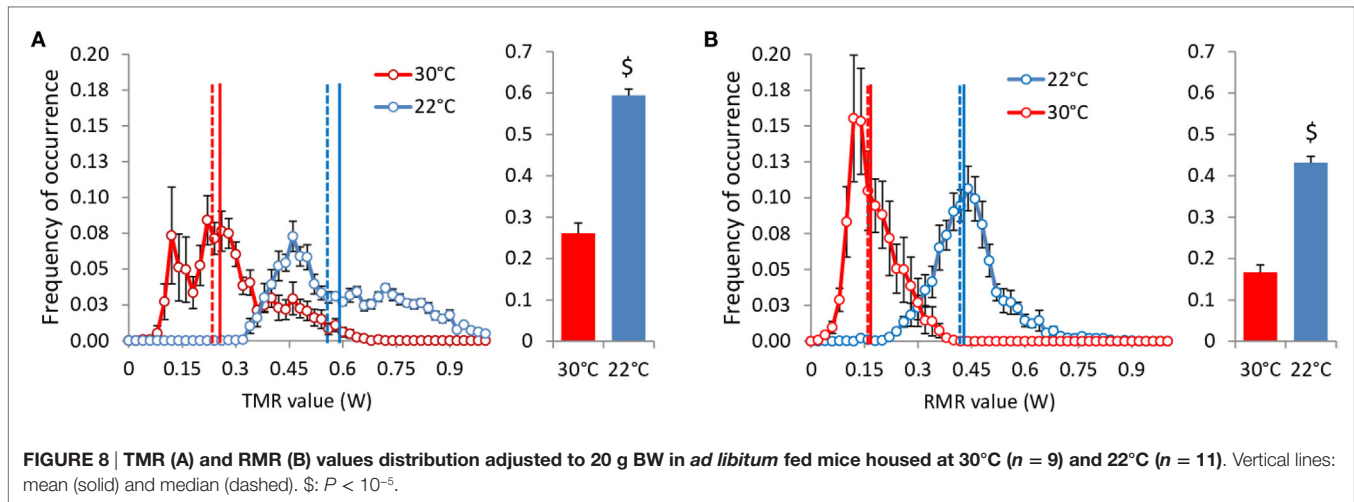 A
Frequency of occurrence
0.20
0.18
0.15
0.13
0.10
0.08
0.05
0.03
0.00
30°C
22°C
0 0.15 0.3 0.45 0.6 0.75 0.9
TMR value (W)
0.7
0.6
0.5
0.4
0.3
0.2
0.1
0
$
30°C 22°C
B
Frequency of occurrence
0.20
0.18
0.15
0.13
0.10
0.08
0.05
0.03
0.00
22°C
30°C
0 0.15 0.3 0.45 0.6 0.75 0.9
RMR value (W)
0.7
0.6
0.5
0.4
0.3
0.2
0.1
0
$
30°C 22°C
FIGURE 8 | TMR (A) and RMR (B) values distribution adjusted to 20 g BW in ad libitum fed mice housed at 30°C (n = 9) and 22°C (n = 11). Vertical lines:
mean (solid) and median (dashed). $: P < 10⁻⁵.